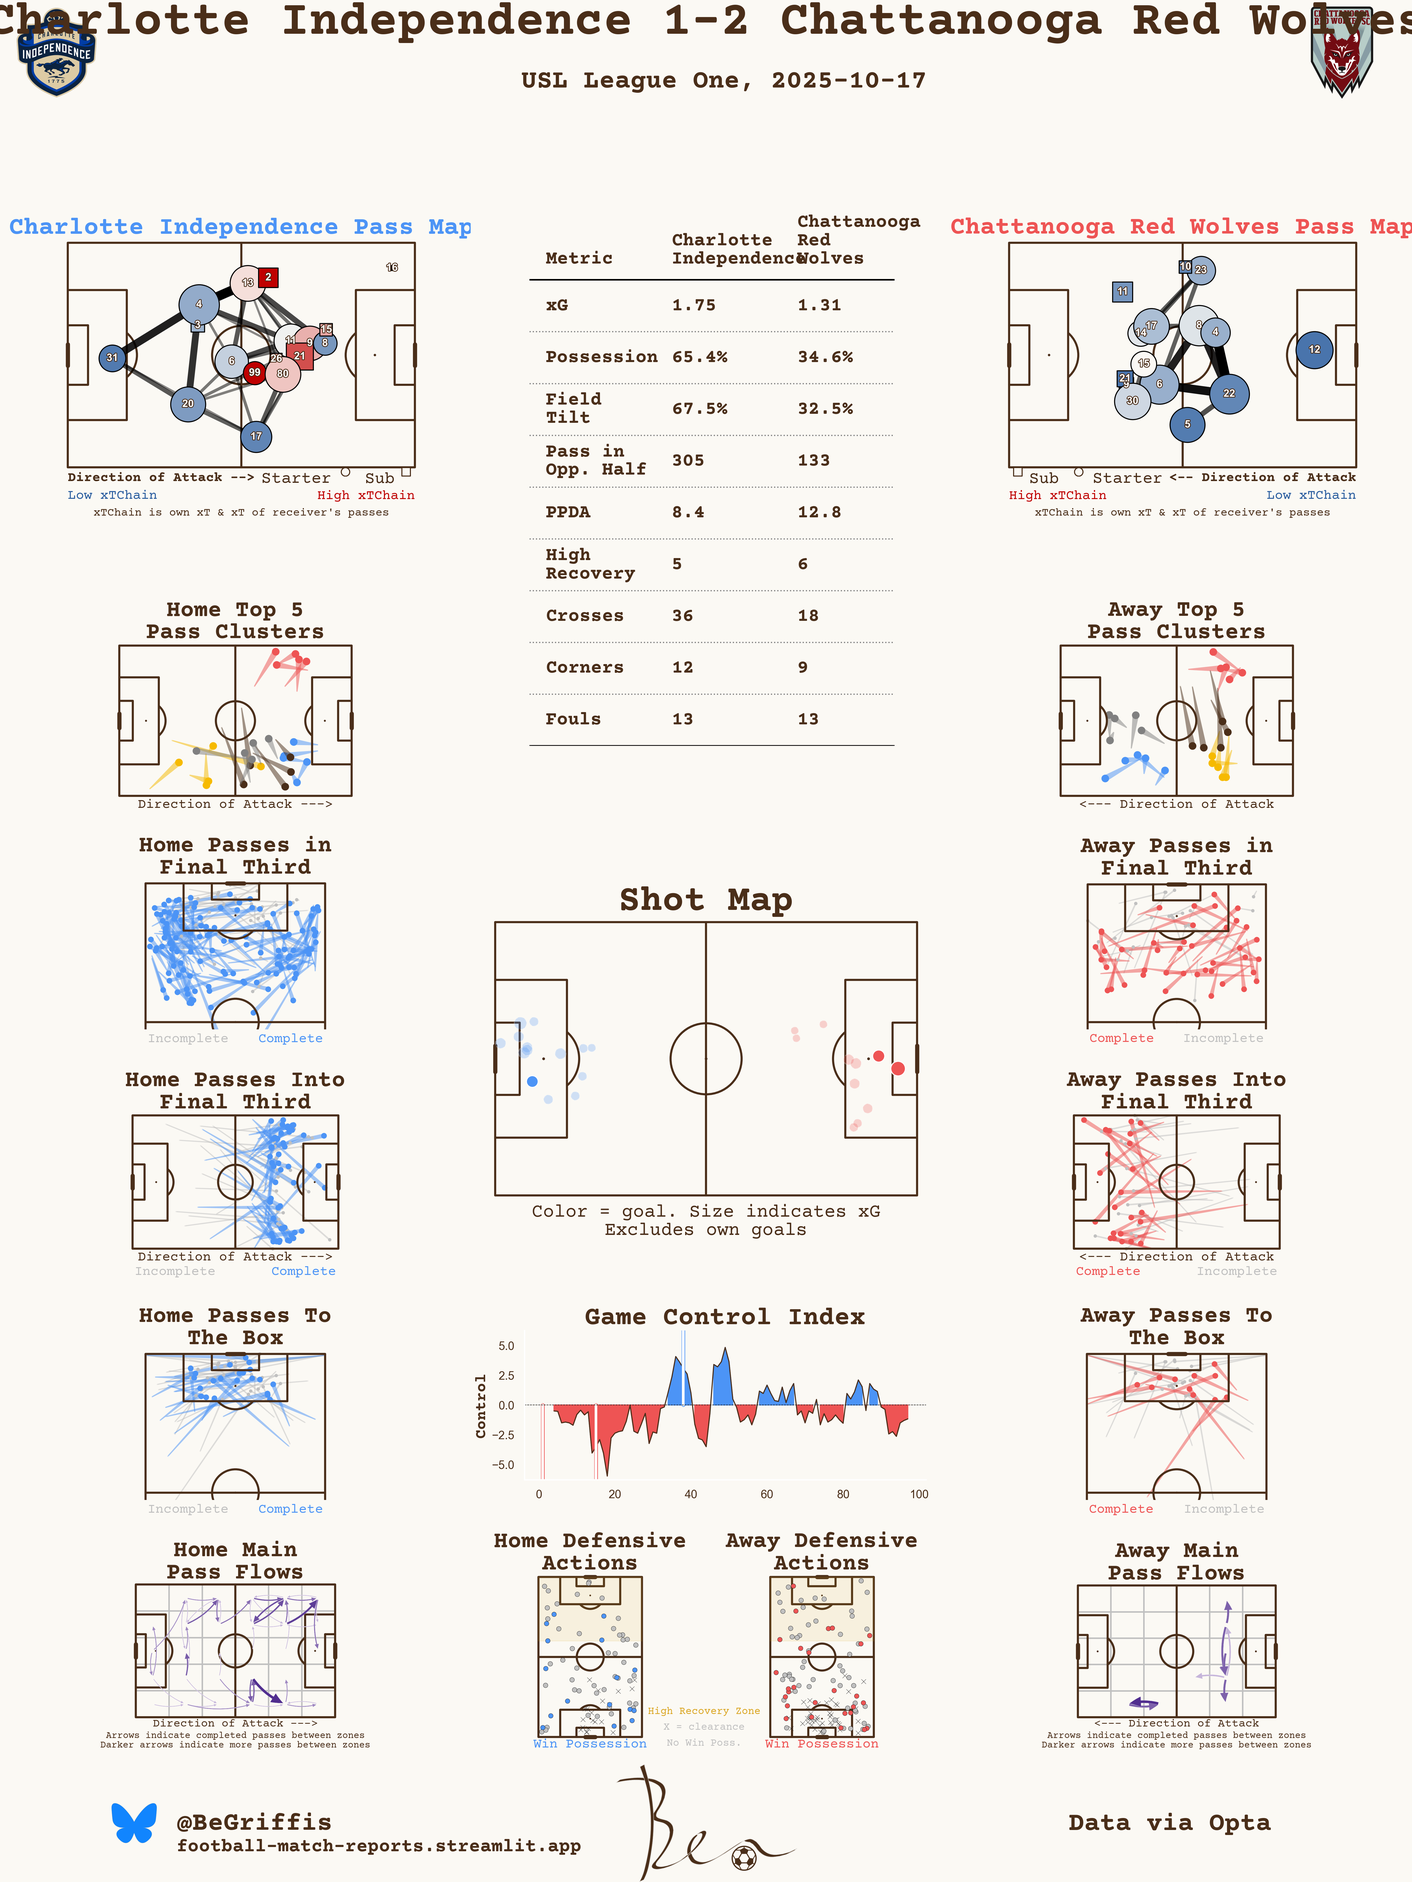 Charlotte Independence 1-2 Chattanooga Red Wolves
USL League One, 2025-10-17
CHARLOTTE
INDEPENDENCE
1775
CHATTANOOGA
RED WOLVES SC
Charlotte Independence Pass Map
31
4
3
20
13
2
6
99
26
11
9
21
80
15
8
17
16
Direction of Attack --> Starter Sub
Low xTChain High xTChain
xTChain is own xT & xT of receiver's passes
Metric Charlotte Independence Chattanooga Red Wolves
xG 1.75 1.31
Possession 65.4% 34.6%
Field Tilt 67.5% 32.5%
Pass in Opp. Half 305 133
PPDA 8.4 12.8
High Recovery 5 6
Crosses 36 18
Corners 12 9
Fouls 13 13
Chattanooga Red Wolves Pass Map
10
23
11
14
17
8
4
15
12
21
9
6
30
22
5
Sub Starter <-- Direction of Attack
High xTChain Low xTChain
xTChain is own xT & xT of receiver's passes
Home Top 5
Pass Clusters
Direction of Attack --->
Away Top 5
Pass Clusters
<--- Direction of Attack
Home Passes in
Final Third
Incomplete Complete
Away Passes in
Final Third
Complete Incomplete
Shot Map
Color = goal. Size indicates xG
Excludes own goals
Home Passes Into
Final Third
Direction of Attack --->
Incomplete Complete
Away Passes Into
Final Third
<--- Direction of Attack
Complete Incomplete
Home Passes To
The Box
Incomplete Complete
Game Control Index
Control
5.0
2.5
0.0
−2.5
−5.0
0 20 40 60 80 100
Away Passes To
The Box
Complete Incomplete
Home Main
Pass Flows
Direction of Attack --->
Arrows indicate completed passes between zones
Darker arrows indicate more passes between zones
Home Defensive
Actions
Win Possession
Away Defensive
Actions
Win Possession
High Recovery Zone
X = clearance
No Win Poss.
Away Main
Pass Flows
<--- Direction of Attack
Arrows indicate completed passes between zones
Darker arrows indicate more passes between zones
@BeGriffis
football-match-reports.streamlit.app
Ben
Data via Opta